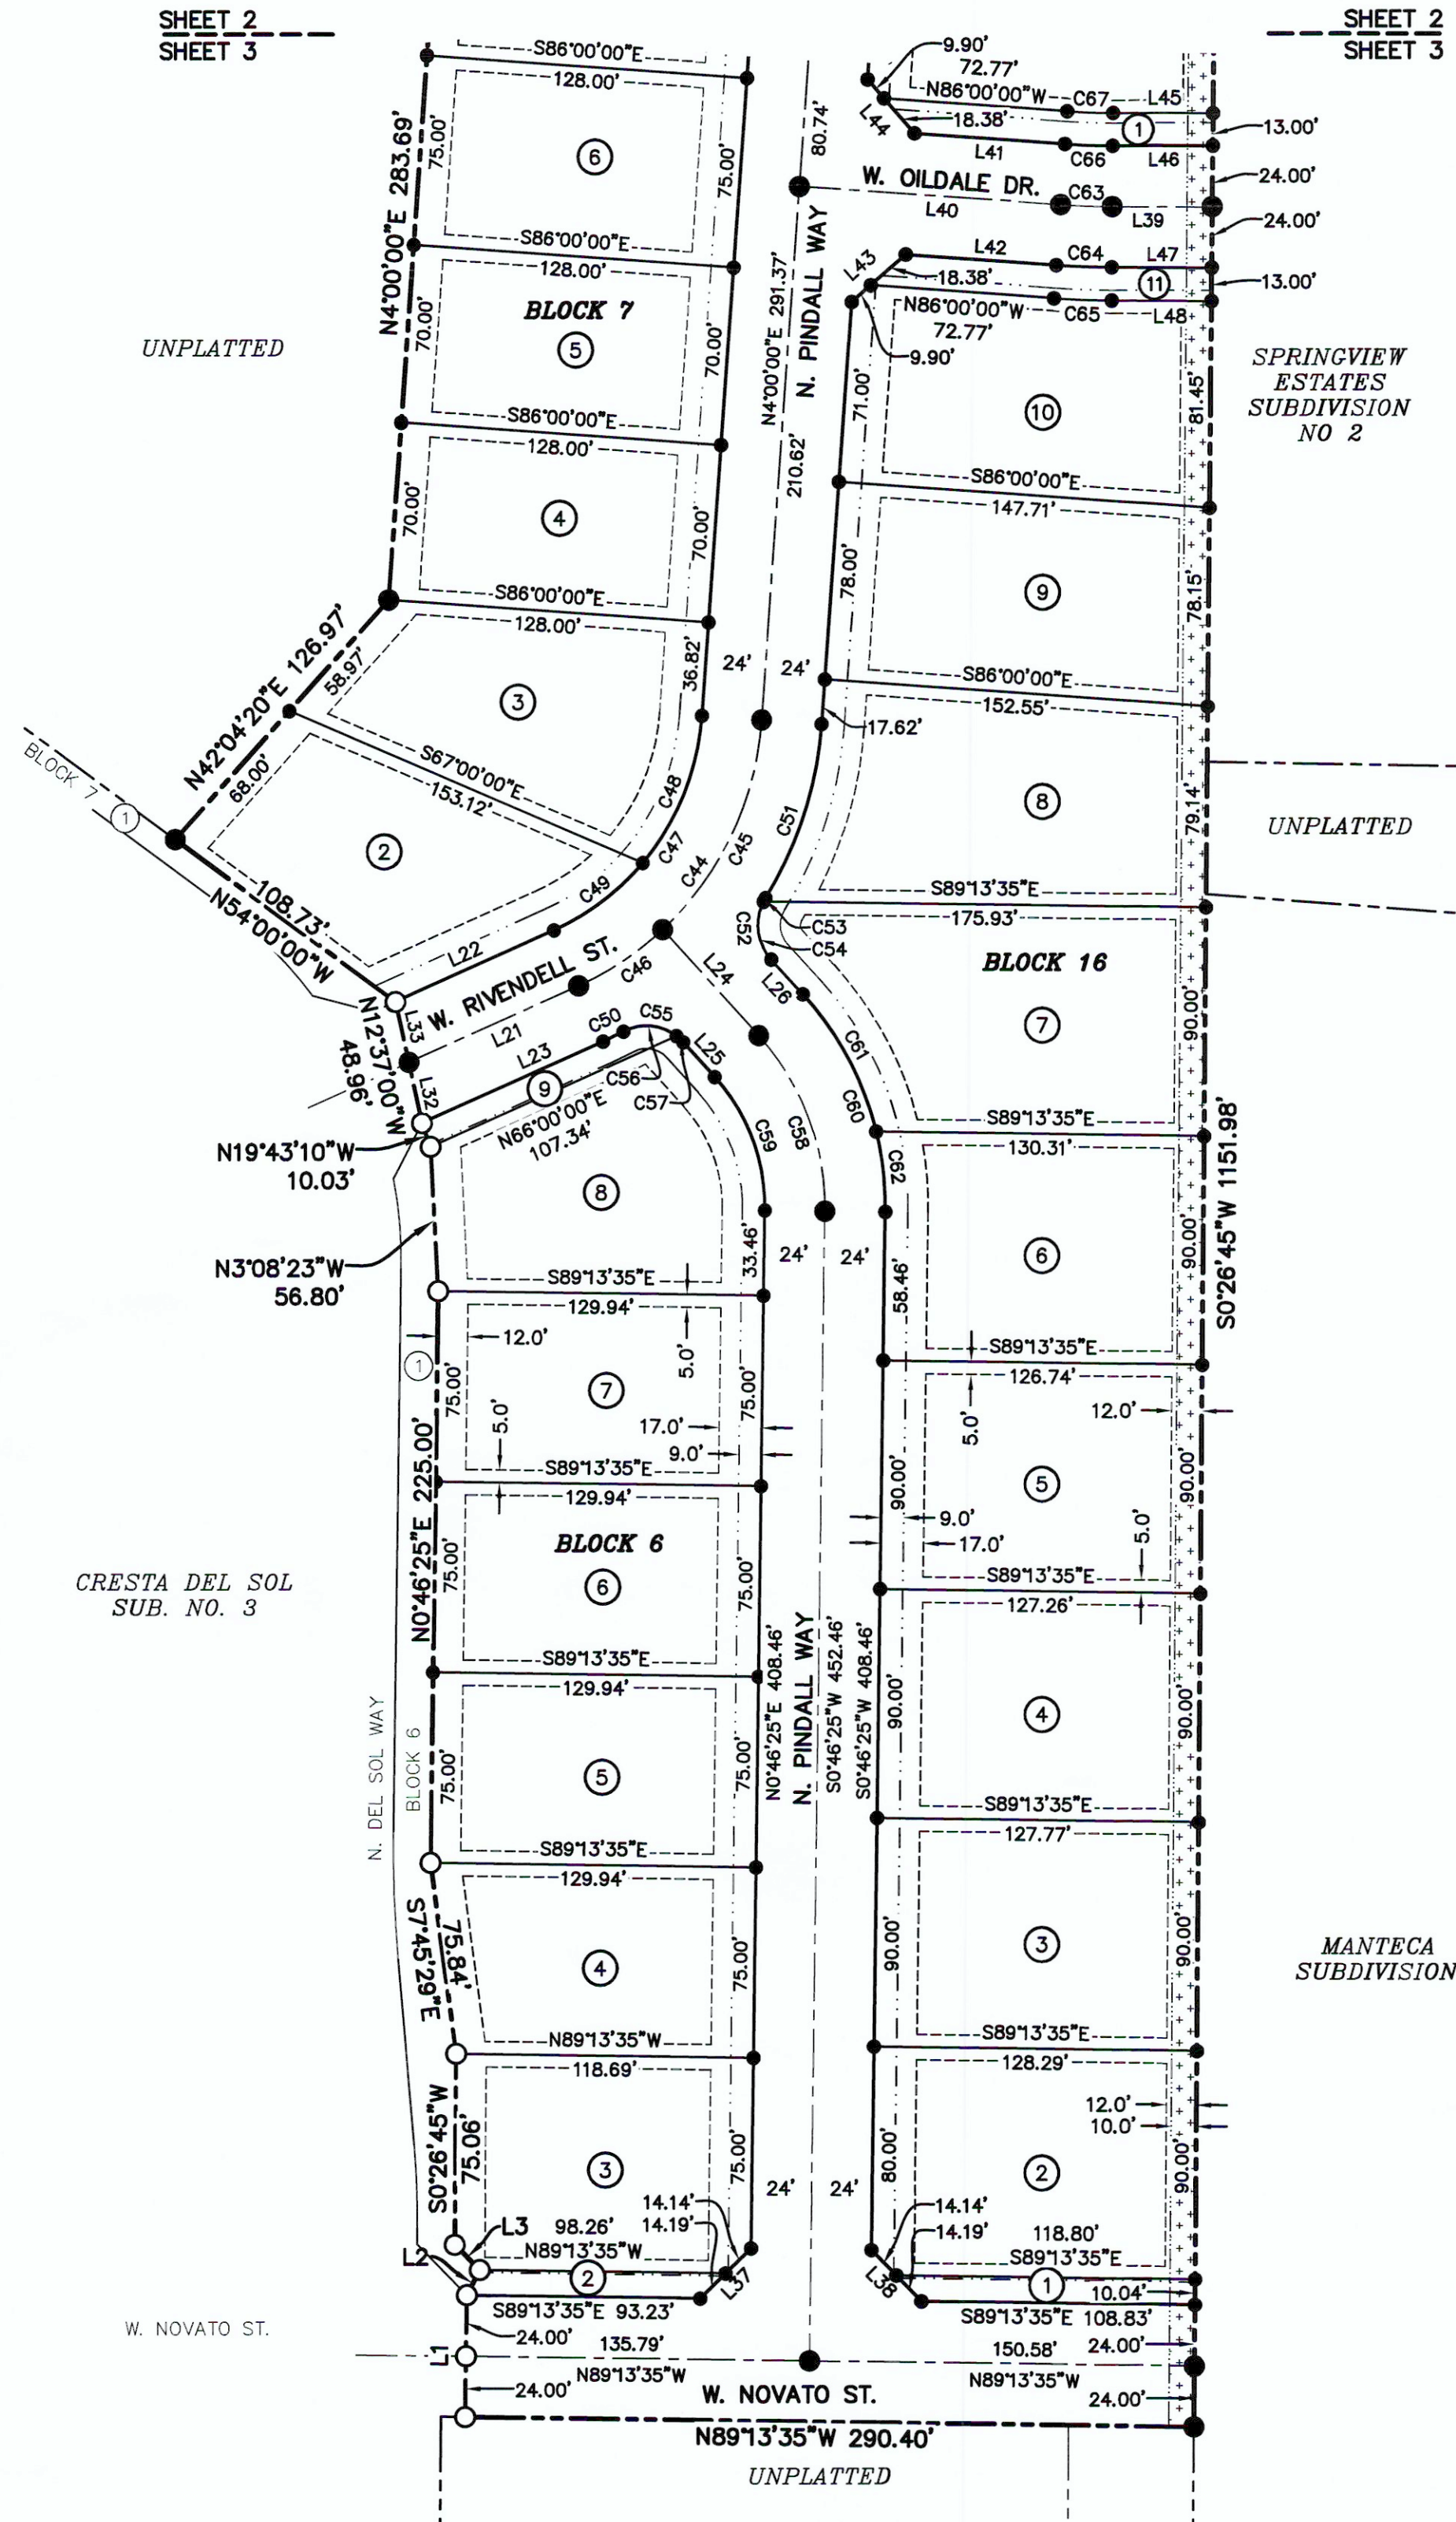 SHEET 2
SHEET 3
SHEET 2
SHEET 3
S86°00'00"E
128.00'
9.90'
72.77'
N86°00'00"W
C67
L45
L44
18.38'
1
13.00'
L41
C66
L46
24.00'
W. OILDALE DR.
C63
L40
L39
24.00'
80.74'
N4°00'00"E 283.69'
75.00'
6
75.00'
S86°00'00"E
128.00'
L43
L42
C64
L47
18.38'
11
13.00'
N86°00'00"W
72.77'
C65
L48
9.90'
N. PINDALL WAY
N4°00'00"E 291.37'
210.62'
BLOCK 7
5
70.00'
70.00'
UNPLATTED
SPRINGVIEW
ESTATES
SUBDIVISION
NO 2
71.00'
10
81.45'
S86°00'00"E
128.00'
70.00'
4
70.00'
S86°00'00"E
147.71'
78.00'
9
78.15'
S86°00'00"E
128.00'
N42°04'20"E 126.97'
58.97'
3
36.82'
24'
24'
S86°00'00"E
152.55'
17.62'
BLOCK 7
1
68.00'
S67°00'00"E
153.12'
2
C48
C47
C45
C44
C51
8
79.14'
UNPLATTED
108.73'
N54°00'00"W
C49
L22
S89°13'35"E
175.93'
C53
C52
C54
BLOCK 16
W. RIVENDELL ST.
C46
L24
L26
L33
L21
N12°37'00"W
48.96'
L32
L23
C50
C55
L25
C56
C57
9
N66°00'00"E
107.34'
7
90.00'
C61
C60
C58
C59
S89°13'35"E
130.31'
S0°26'45"W 1151.98'
N19°43'10"W
10.03'
8
C62
N3°08'23"W
56.80'
33.46'
24'
24'
58.46'
6
90.00'
S89°13'35"E
129.94'
12.0'
5.0'
S89°13'35"E
126.74'
1
75.00'
7
75.00'
5.0'
17.0'
9.0'
5.0'
12.0'
5
90.00'
90.00'
9.0'
17.0'
5.0'
N0°46'25"E 225.00'
S89°13'35"E
129.94'
BLOCK 6
6
75.00'
75.00'
S89°13'35"E
127.26'
CRESTA DEL SOL
SUB. NO. 3
N. DEL SOL WAY
BLOCK 6
S89°13'35"E
129.94'
5
75.00'
75.00'
N0°46'25"E 408.46'
N. PINDALL WAY
S0°46'25"W 452.46'
S0°46'25"W 408.46'
90.00'
4
90.00'
S89°13'35"E
127.77'
S89°13'35"E
129.94'
S7°45'29"E
75.84'
4
75.00'
90.00'
3
90.00'
MANTECA
SUBDIVISION
N89°13'35"W
118.69'
S89°13'35"E
128.29'
S0°26'45"W
75.06'
3
75.00'
24'
24'
80.00'
2
12.0'
10.0'
90.00'
14.14'
14.19'
14.14'
14.19'
L3
98.26'
N89°13'35"W
L2
2
L37
118.80'
S89°13'35"E
L38
1
10.04'
S89°13'35"E 93.23'
S89°13'35"E 108.83'
W. NOVATO ST.
L1
24.00'
135.79'
N89°13'35"W
150.58'
24.00'
N89°13'35"W
24.00'
W. NOVATO ST.
24.00'
N89°13'35"W 290.40'
UNPLATTED